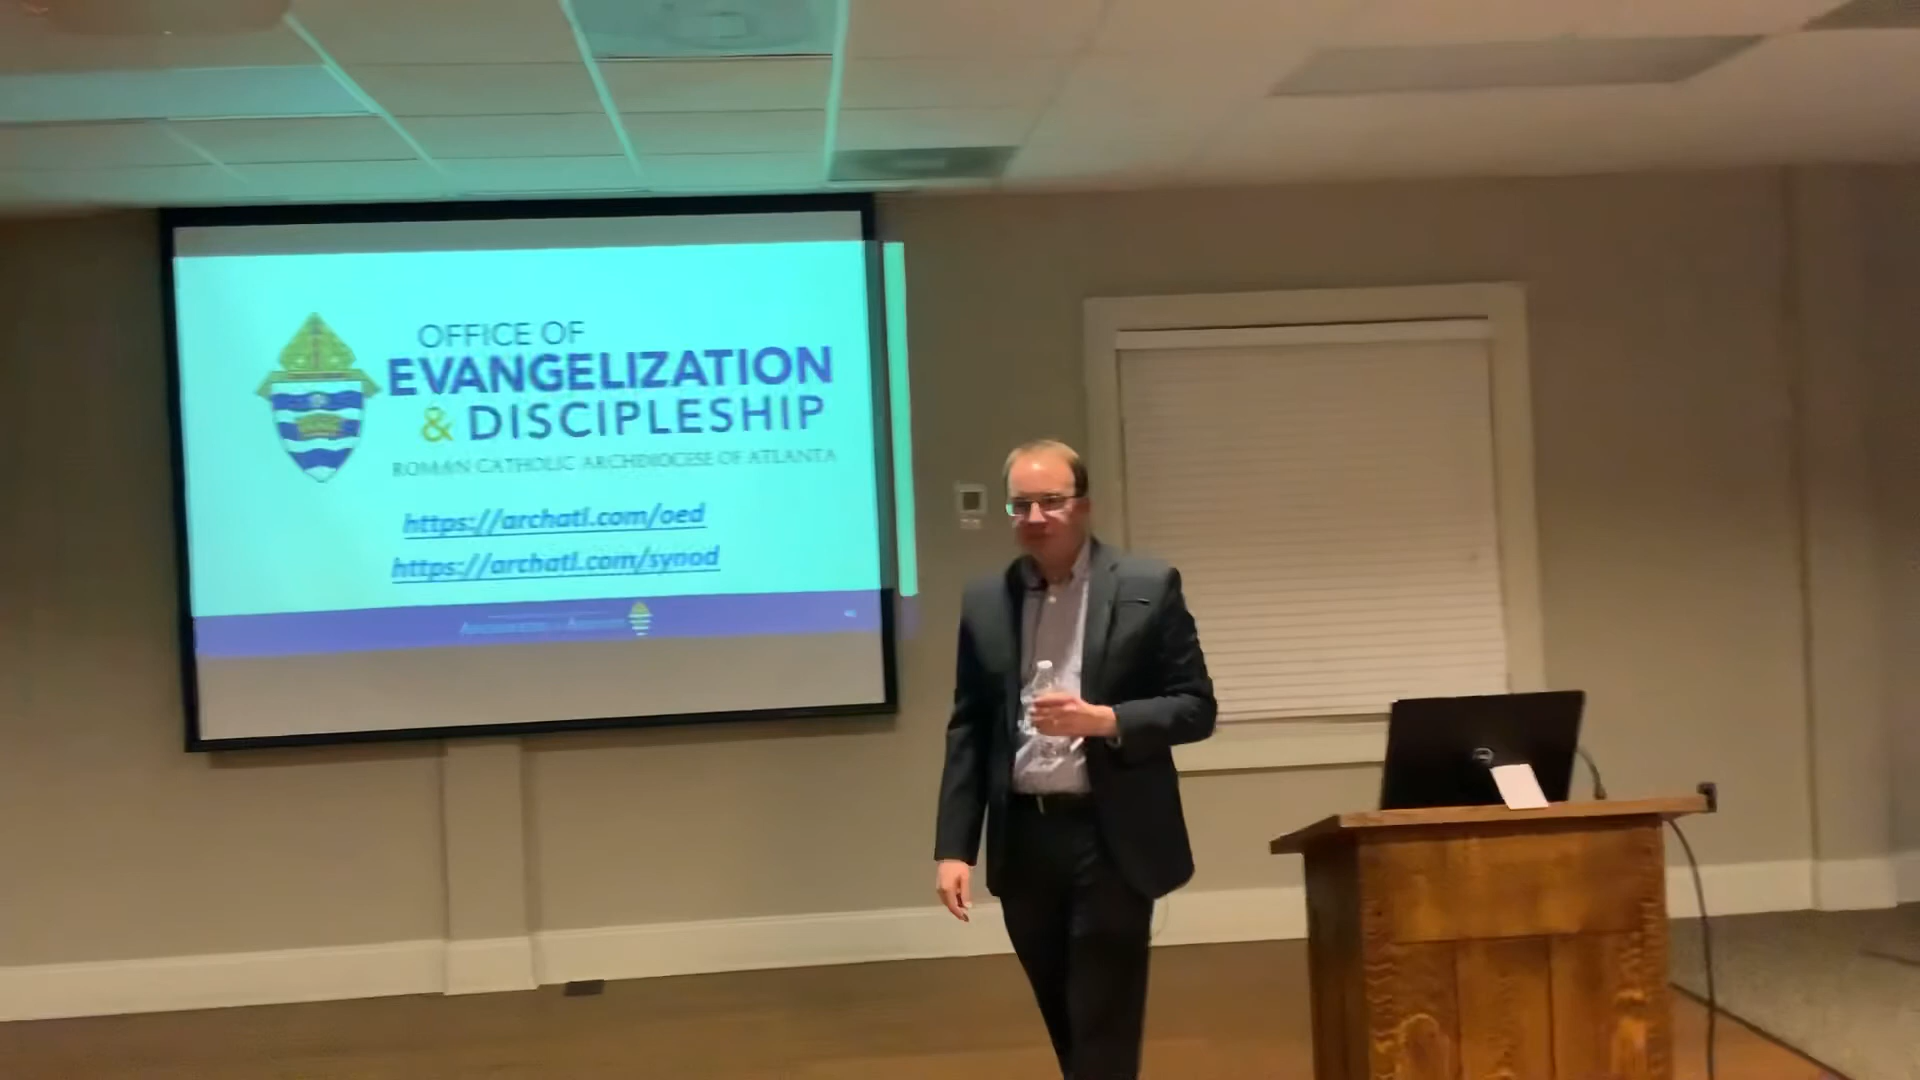 OFFICE OF
EVANGELIZATION
& DISCIPLESHIP
ROMAN CATHOLIC ARCHDIOCESE OF ATLANTA
https://archatl.com/oed
https://archatl.com/synod